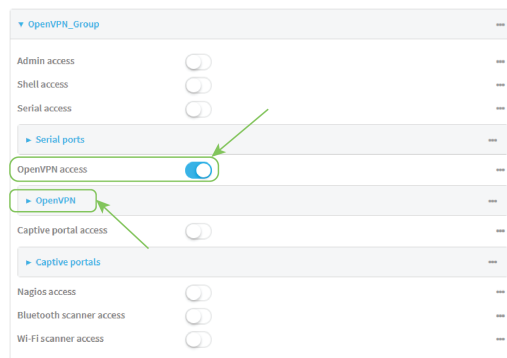 OpenVPN_Group
Admin access
Shell access
Serial access
Serial ports
OpenVPN access
OpenVPN
Captive portal access
Captive portals
Nagios access
Bluetooth scanner access
Wi-Fi scanner access